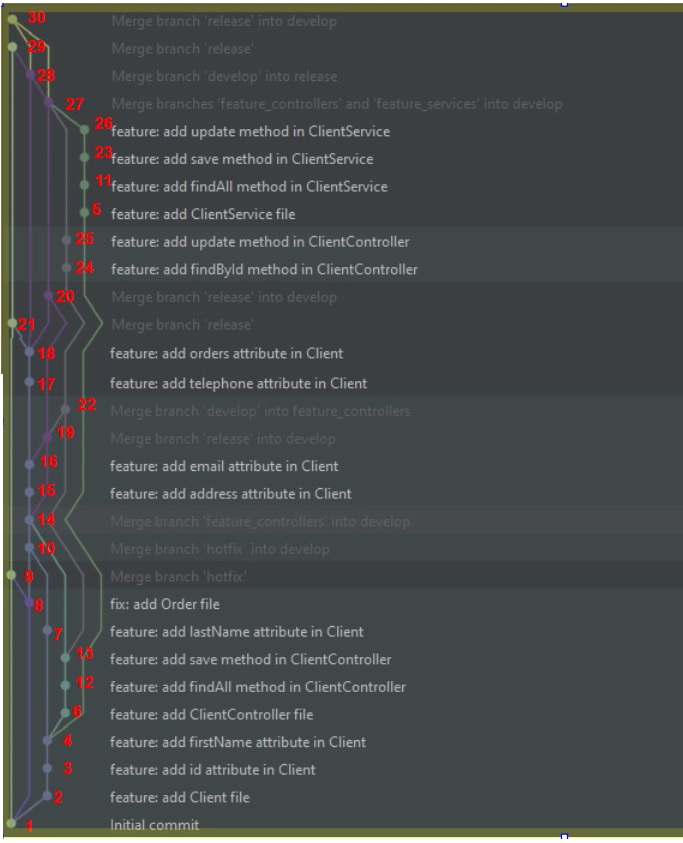 30 Merge branch 'release' into develop
29 Merge branch 'release'
28 Merge branch 'develop' into release
27 Merge branches 'feature_controllers' and 'feature_services' into develop
26 feature: add update method in ClientService
23 feature: add save method in ClientService
11 feature: add findAll method in ClientService
5 feature: add ClientService file
25 feature: add update method in ClientController
24 feature: add findById method in ClientController
20 Merge branch 'release' into develop
21 Merge branch 'release'
18 feature: add orders attribute in Client
17 feature: add telephone attribute in Client
22 Merge branch 'develop' into feature_controllers
19 Merge branch 'release' into develop
16 feature: add email attribute in Client
15 feature: add address attribute in Client
14 Merge branch 'feature_controllers' into develop
10 Merge branch 'hotfix' into develop
9 Merge branch 'hotfix'
8 fix: add Order file
7 feature: add lastName attribute in Client
13 feature: add save method in ClientController
12 feature: add findAll method in ClientController
6 feature: add ClientController file
4 feature: add firstName attribute in Client
3 feature: add id attribute in Client
2 feature: add Client file
1 Initial commit